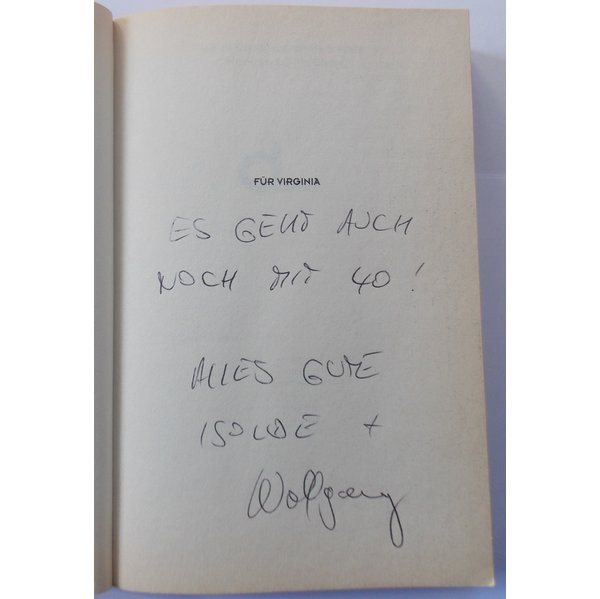 FÜR VIRGINIA
ES GEHT AUCH
NOCH MIT 40!
ALLES GUTE
ISOLDE +
Wolfgang